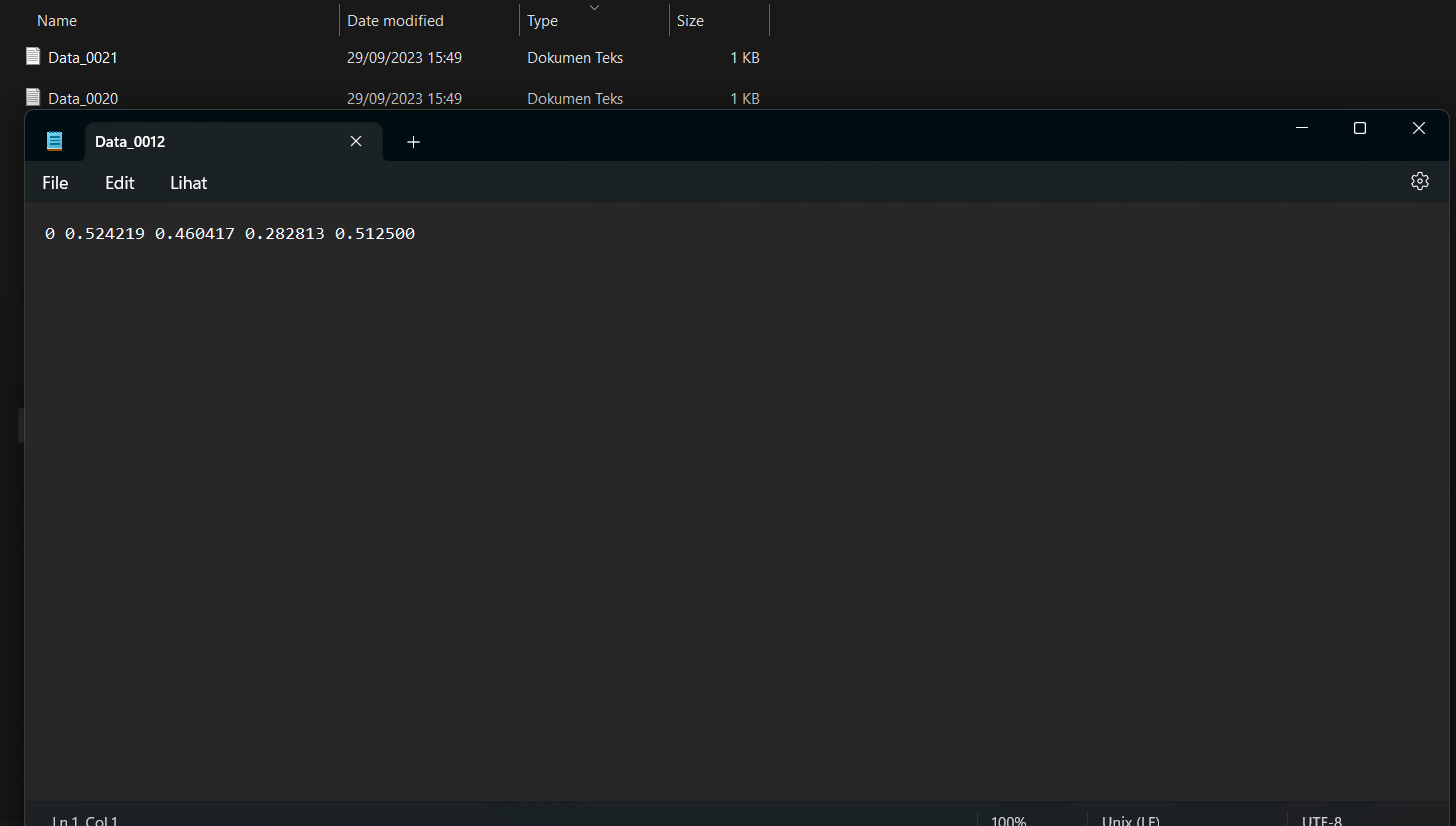 Name Date modified Type Size
Data_0021 29/09/2023 15:49 Dokumen Teks 1 KB
Data_0020 29/09/2023 15:49 Dokumen Teks 1 KB
Data_0012
File Edit Lihat
0 0.524219 0.460417 0.282813 0.512500
Ln 1, Col 1 100% Unix (LF) UTF-8